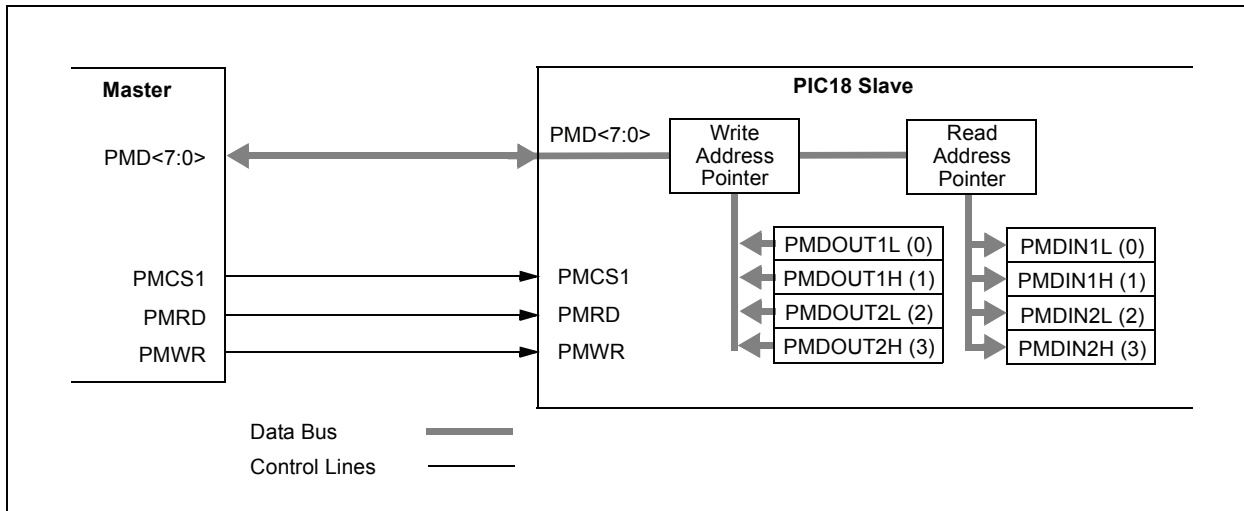 Master
PIC18 Slave
PMD<7:0>
PMD<7:0>
Write
Address
Pointer
Read
Address
Pointer
PMDOUT1L (0)
PMDOUT1H (1)
PMDOUT2L (2)
PMDOUT2H (3)
PMDIN1L (0)
PMDIN1H (1)
PMDIN2L (2)
PMDIN2H (3)
PMCS1
PMCS1
PMRD
PMRD
PMWR
PMWR
Data Bus
Control Lines